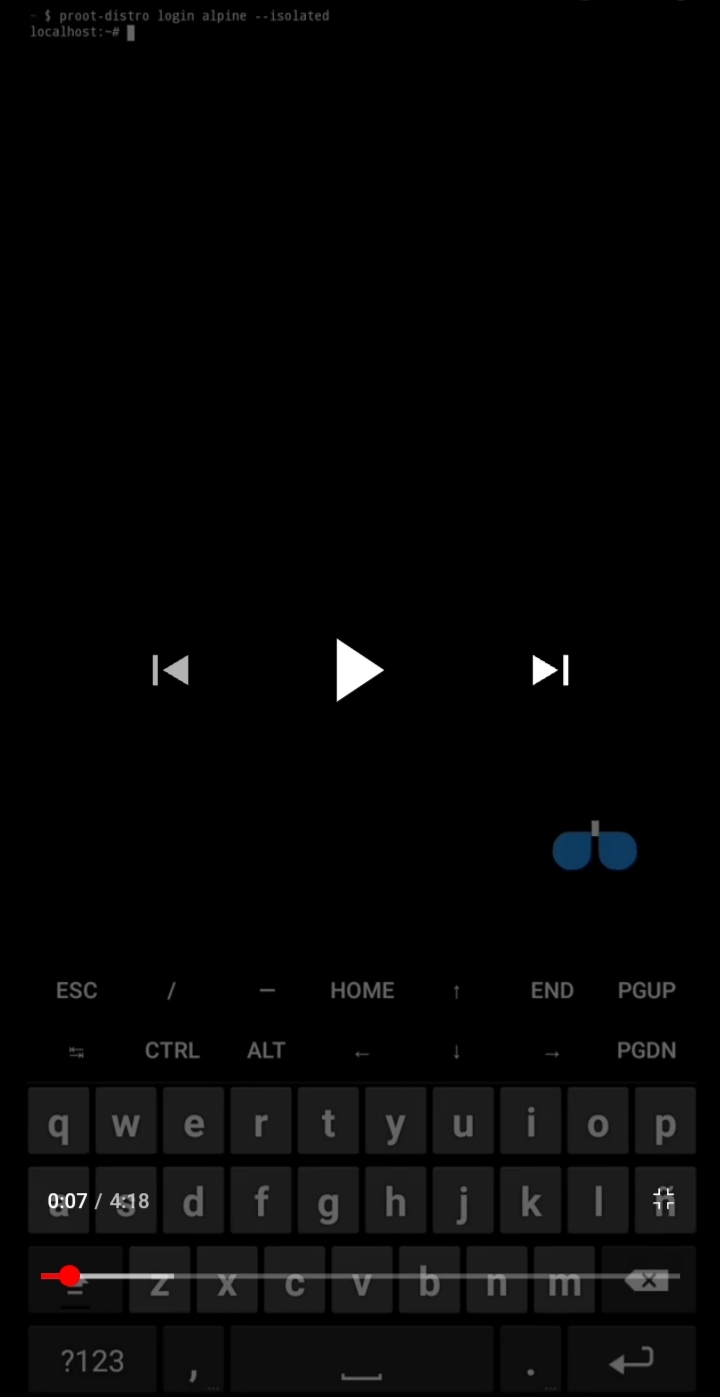 ~ $ proot-distro login alpine --isolated
localhost:~#
ESC / — HOME ↑ END PGUP
↹ CTRL ALT ← ↓ → PGDN
q w e r t y u i o p
a s d f g h j k l ñ
0:07 / 4:18
z x c v b n m
?123 , .